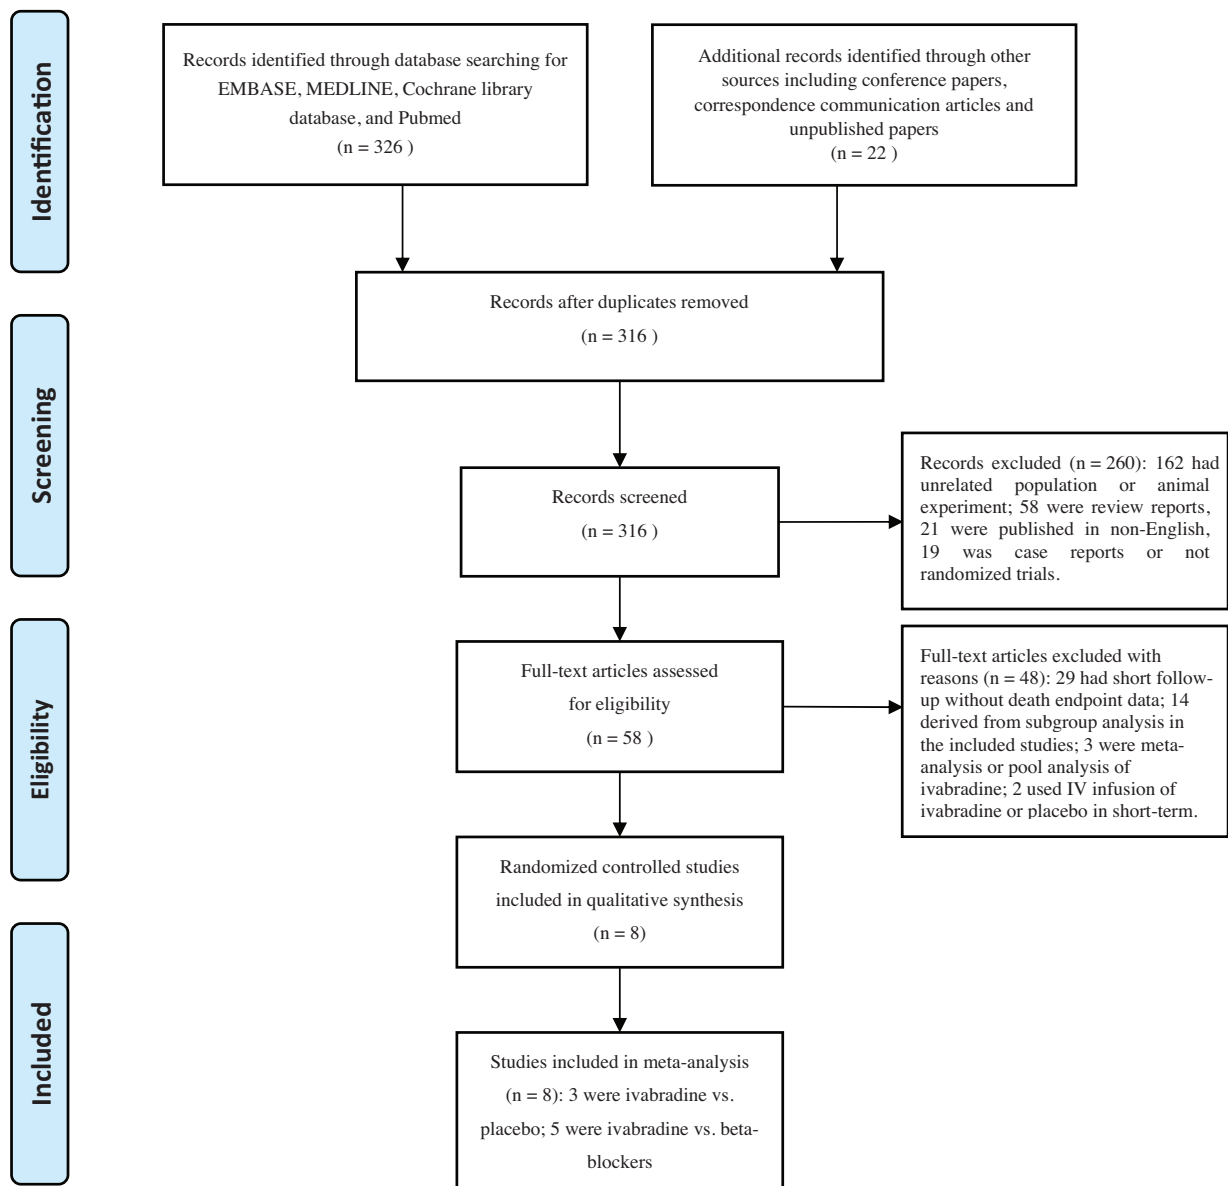 Identification
Records identified through database searching for
EMBASE, MEDLINE, Cochrane library
database, and Pubmed
(n = 326 )
Additional records identified through other
sources including conference papers,
correspondence communication articles and
unpublished papers
(n = 22 )
Records after duplicates removed
(n = 316 )
Screening
Records screened
(n = 316 )
Records excluded (n = 260): 162 had
unrelated population or animal
experiment; 58 were review reports,
21 were published in non-English,
19 was case reports or not
randomized trials.
Eligibility
Full-text articles assessed
for eligibility
(n = 58 )
Full-text articles excluded with
reasons (n = 48): 29 had short follow-
up without death endpoint data; 14
derived from subgroup analysis in
the included studies; 3 were meta-
analysis or pool analysis of
ivabradine; 2 used IV infusion of
ivabradine or placebo in short-term.
Randomized controlled studies
included in qualitative synthesis
(n = 8)
Included
Studies included in meta-analysis
(n = 8): 3 were ivabradine vs.
placebo; 5 were ivabradine vs. beta-
blockers